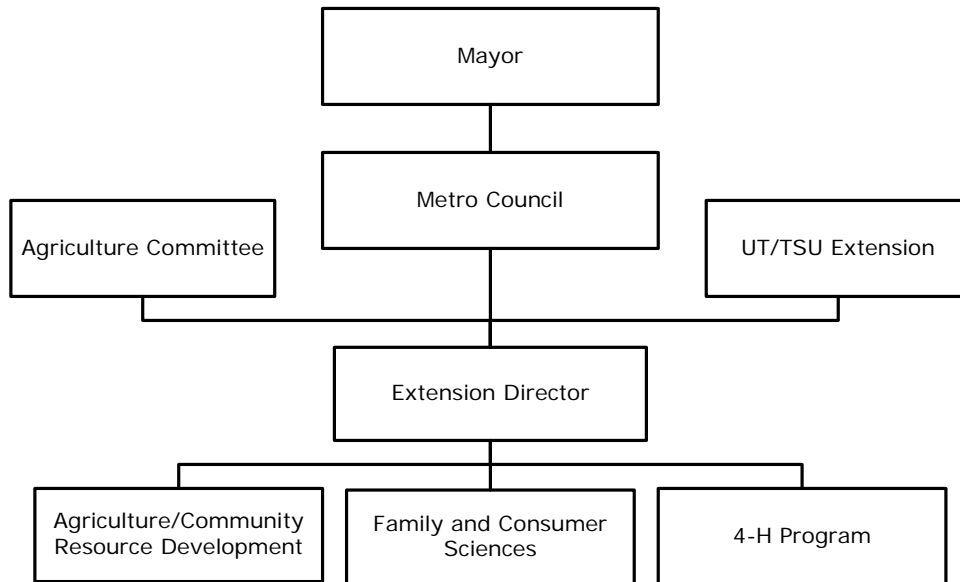 Mayor
Metro Council
Agriculture Committee
UT/TSU Extension
Extension Director
Agriculture/Community
Resource Development
Family and Consumer
Sciences
4-H Program